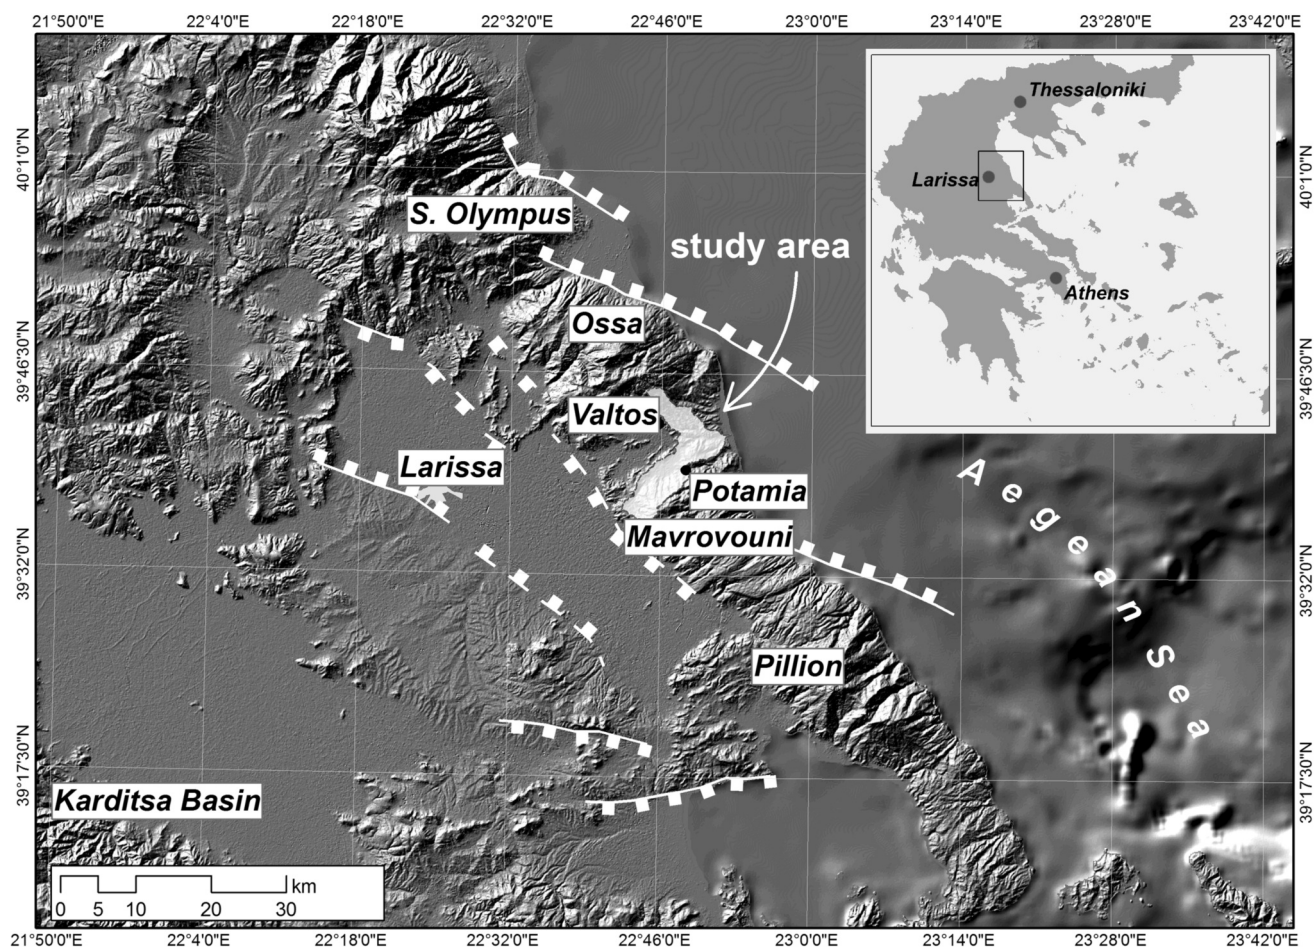 21°50'0"E 22°4'0"E 22°18'0"E 22°32'0"E 22°46'0"E 23°0'0"E 23°14'0"E 23°28'0"E 23°42'0"E
Thessaloniki
40°1'0"N
40°1'0"N
Larissa
S. Olympus
study area
Athens
Ossa
39°46'30"N
39°46'30"N
Valtos
Larissa
Potamia
Aegean Sea
Mavrovouni
39°32'0"N
39°32'0"N
Pillion
39°17'30"N
39°17'30"N
Karditsa Basin
km
0 5 10 20 30
21°50'0"E 22°4'0"E 22°18'0"E 22°32'0"E 22°46'0"E 23°0'0"E 23°14'0"E 23°28'0"E 23°42'0"E